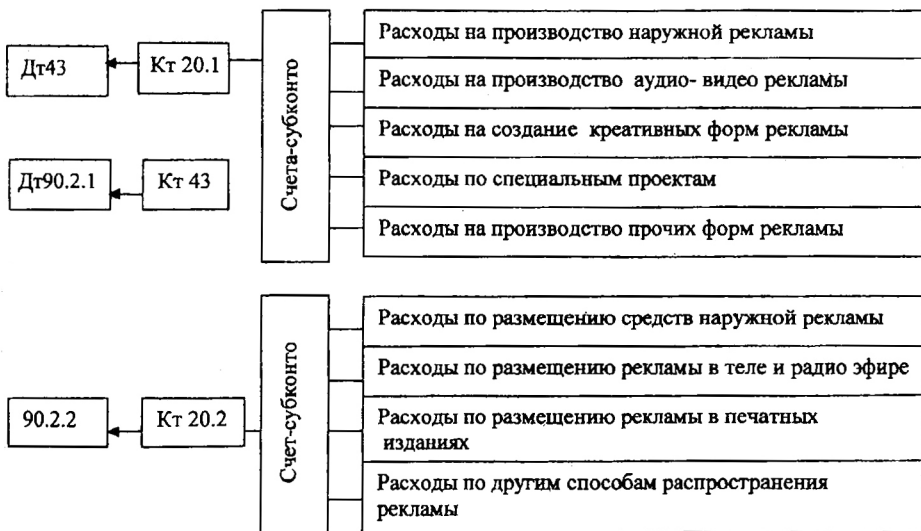 Расходы на производство наружной рекламы
Дт43
Кт 20.1
Расходы на производство аудио- видео рекламы
Счета-субконто
Расходы на создание креативных форм рекламы
Дт90.2.1
Кт 43
Расходы по специальным проектам
Расходы на производство прочих форм рекламы
Расходы по размещению средств наружной рекламы
Расходы по размещению рекламы в теле и радио эфире
90.2.2
Кт 20.2
Счет-субконто
Расходы по размещению рекламы в печатных
изданиях
Расходы по другим способам распространения
рекламы